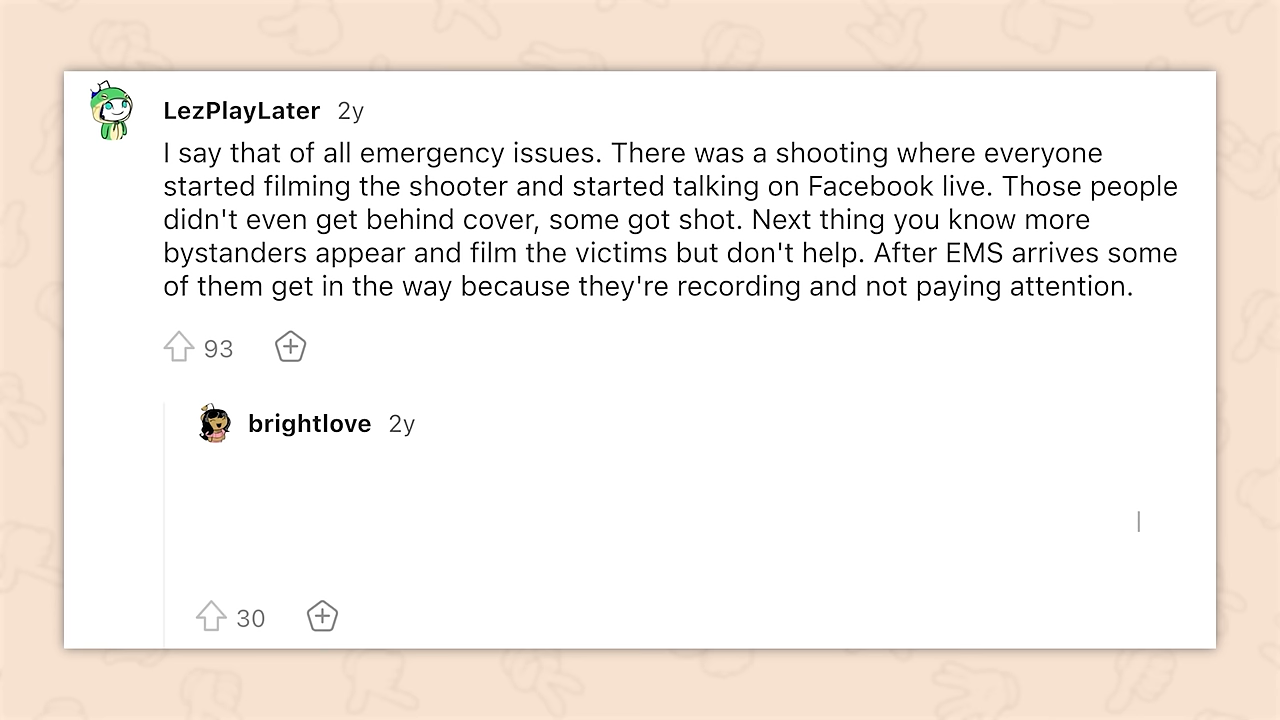 LezPlayLater 2y
I say that of all emergency issues. There was a shooting where everyone
started filming the shooter and started talking on Facebook live. Those people
didn't even get behind cover, some got shot. Next thing you know more
bystanders appear and film the victims but don't help. After EMS arrives some
of them get in the way because they're recording and not paying attention.
93
brightlove 2y
30